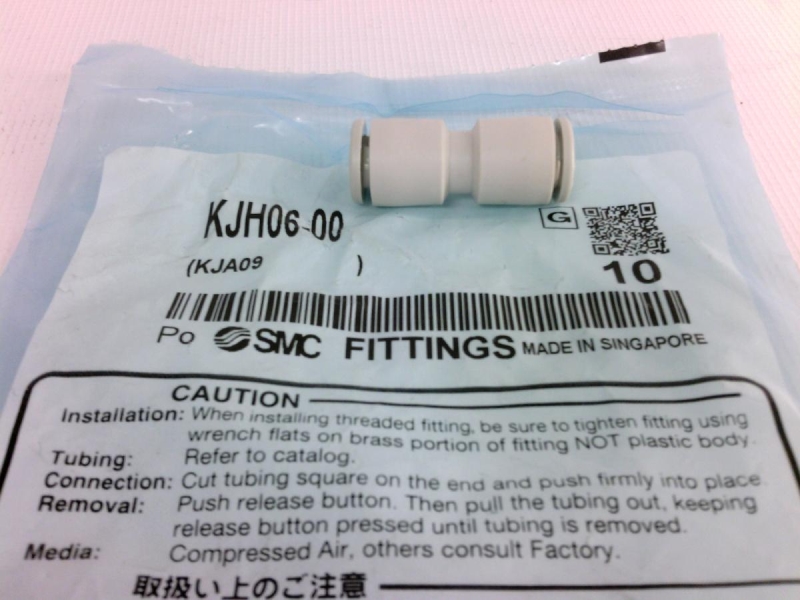 KJH06-00
G
(KJA09 )
10
Po SMC FITTINGS MADE IN SINGAPORE
CAUTION
Installation: When installing threaded fitting, be sure to tighten fitting using
wrench flats on brass portion of fitting NOT plastic body.
Tubing: Refer to catalog.
Connection: Cut tubing square on the end and push firmly into place.
Removal: Push release button. Then pull the tubing out, keeping
release button pressed until tubing is removed.
Media: Compressed Air, others consult Factory.
取扱い上のご注意